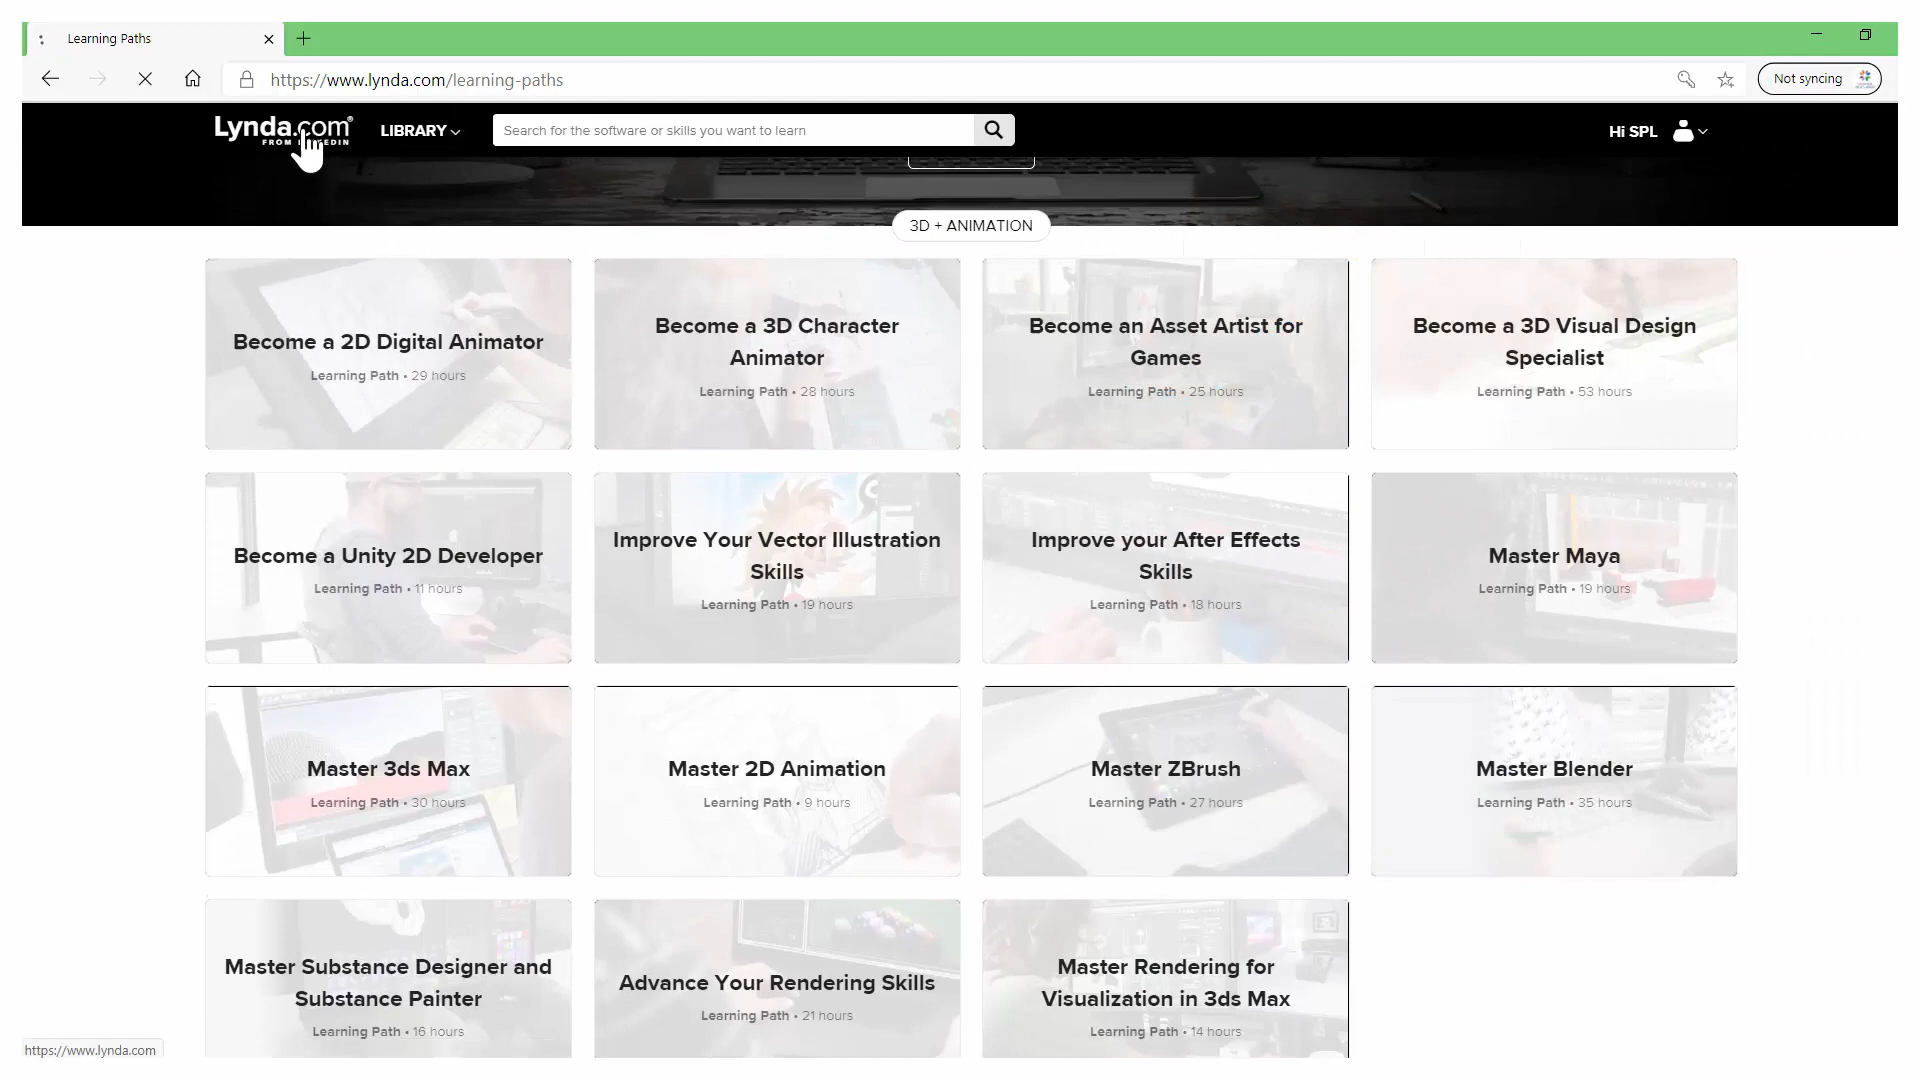 Learning Paths
https://www.lynda.com/learning-paths
Not syncing
Lynda.com®
LIBRARY
Search for the software or skills you want to learn
Hi SPL
3D + ANIMATION
Become a 2D Digital Animator
Learning Path • 29 hours
Become a 3D Character
Animator
Learning Path • 28 hours
Become an Asset Artist for
Games
Learning Path • 25 hours
Become a 3D Visual Design
Specialist
Learning Path • 53 hours
Become a Unity 2D Developer
Learning Path • 11 hours
Improve Your Vector Illustration
Skills
Learning Path • 19 hours
Improve your After Effects
Skills
Learning Path • 18 hours
Master Maya
Learning Path • 19 hours
Master 3ds Max
Learning Path • 30 hours
Master 2D Animation
Learning Path • 9 hours
Master ZBrush
Learning Path • 27 hours
Master Blender
Learning Path • 35 hours
Master Substance Designer and
Substance Painter
Learning Path • 16 hours
Advance Your Rendering Skills
Learning Path • 21 hours
Master Rendering for
Visualization in 3ds Max
Learning Path • 14 hours
https://www.lynda.com